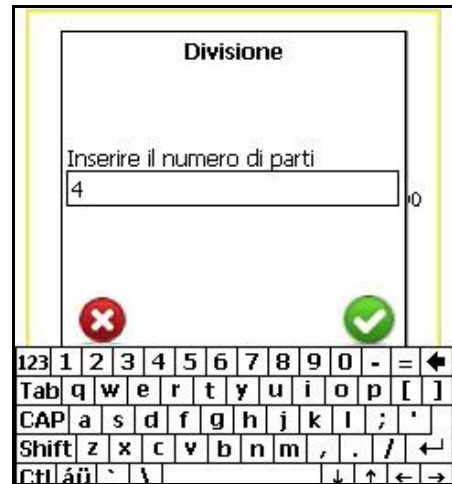 Divisione
Inserire il numero di parti
4
00
123 1 2 3 4 5 6 7 8 9 0 - =
Tab q w e r t y u i o p [ ]
CAP a s d f g h j k l ; '
Shift z x c v b n m , . /
Ctl áü ` \